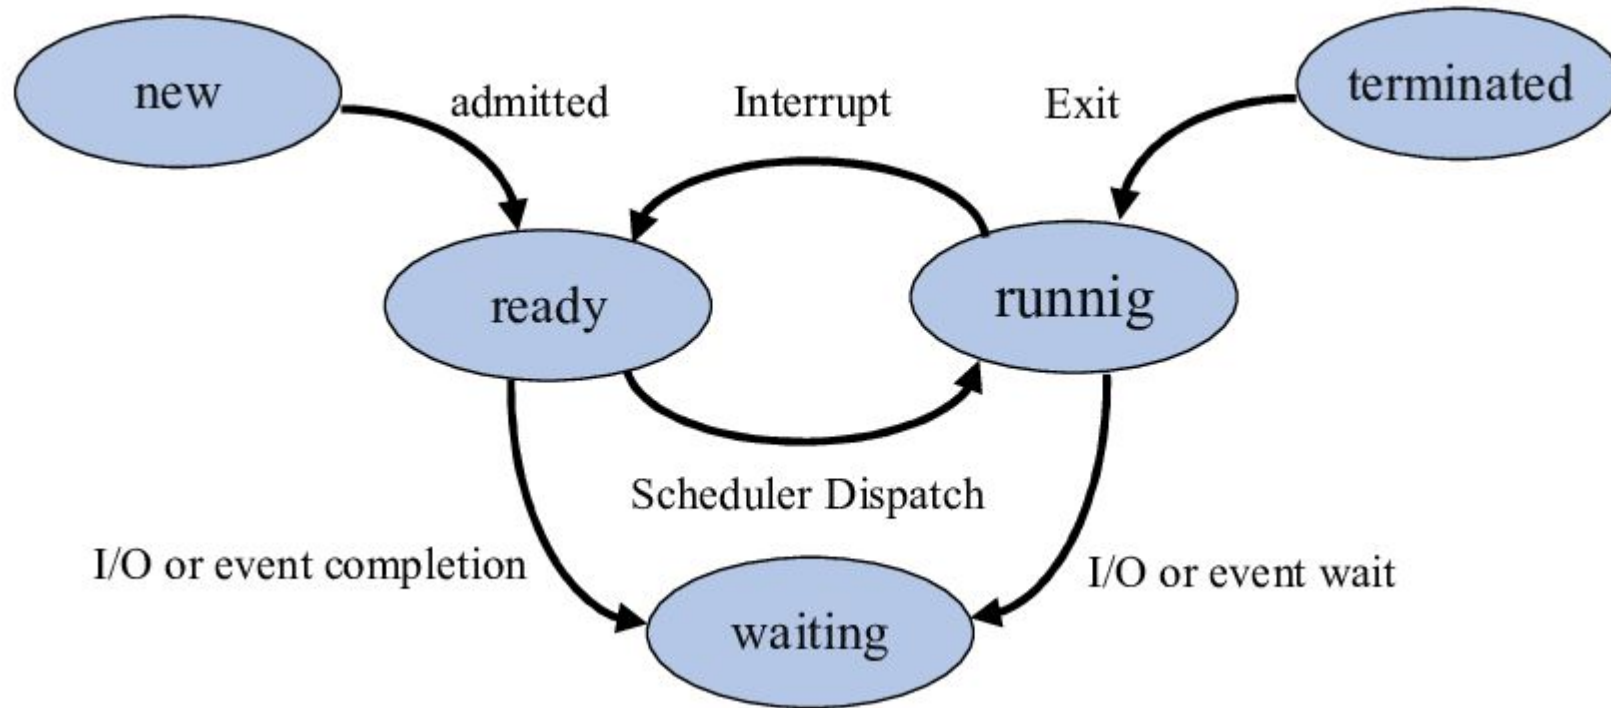 new
admitted
Interrupt
Exit
terminated
ready
runnig
Scheduler Dispatch
I/O or event completion
I/O or event wait
waiting